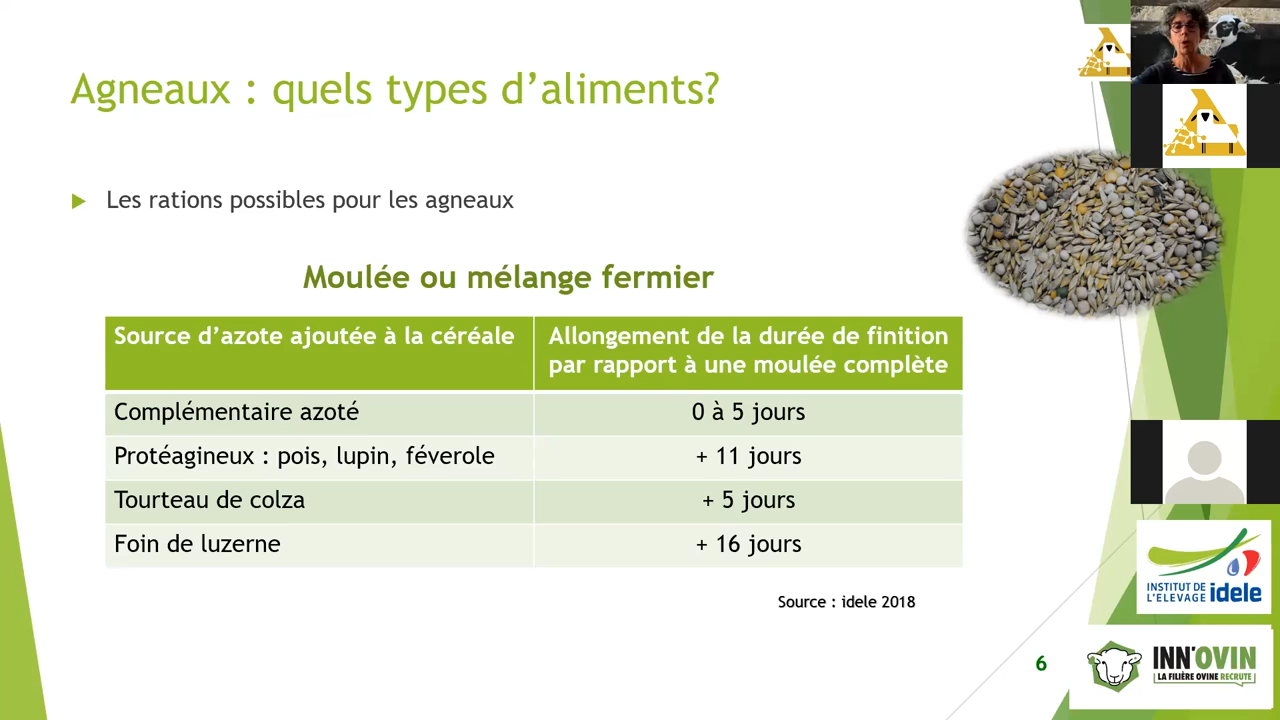 Agneaux : quels types d’aliments?
Les rations possibles pour les agneaux
Moulée ou mélange fermier
Source d’azote ajoutée à la céréale
Allongement de la durée de finition
par rapport à une moulée complète
Complémentaire azoté
0 à 5 jours
Protéagineux : pois, lupin, féverole
+ 11 jours
Tourteau de colza
+ 5 jours
Foin de luzerne
+ 16 jours
Source : idele 2018
6
INSTITUT DE
L’ELEVAGE idele
INN'OVIN
LA FILIÈRE OVINE RECRUTE